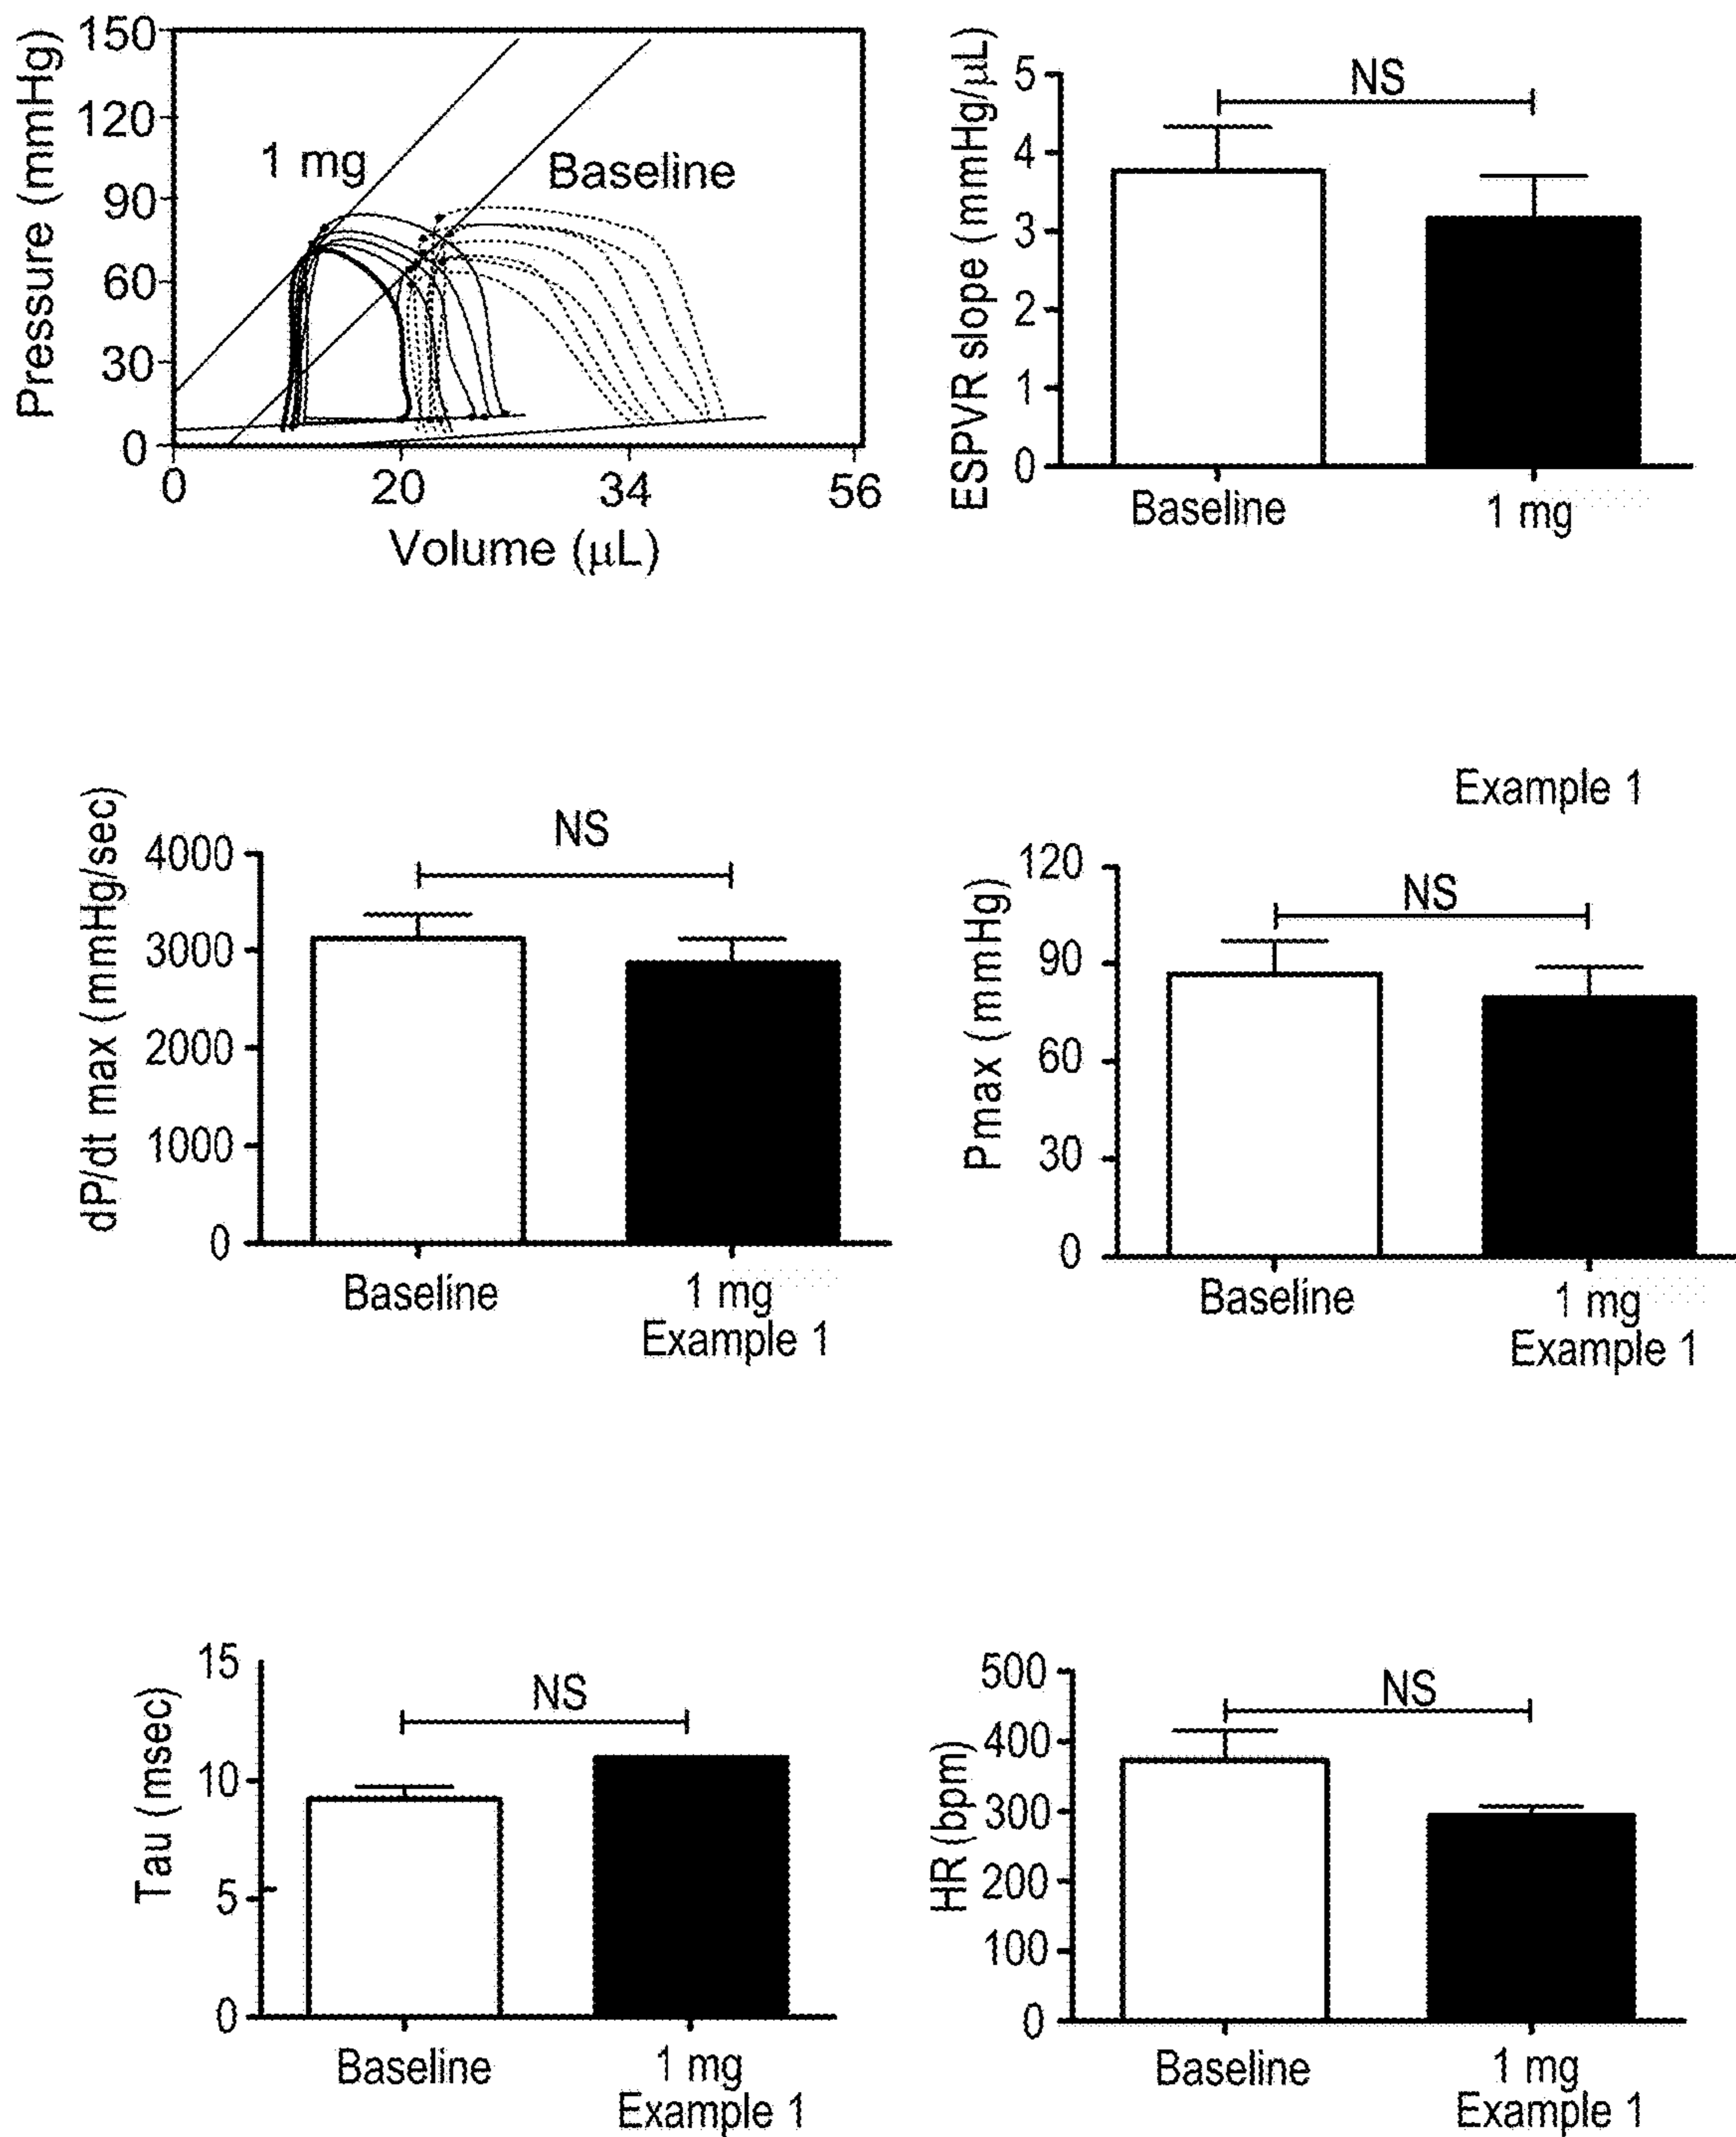 Pressure (mmHg)
150
120
90
60
30
0
1 mg
Baseline
0 20 34 56
Volume (μL)
ESPVR slope (mmHg/μL)
5
4
3
2
1
0
NS
Baseline 1 mg
dP/dt max (mmHg/sec)
4000
3000
2000
1000
0
NS
Baseline 1 mg
Example 1
Example 1
Pmax (mmHg)
120
90
60
30
0
NS
Baseline 1 mg
Example 1
Tau (msec)
15
10
5
0
NS
Baseline 1 mg
Example 1
HR (bpm)
500
400
300
200
100
0
NS
Baseline 1 mg
Example 1